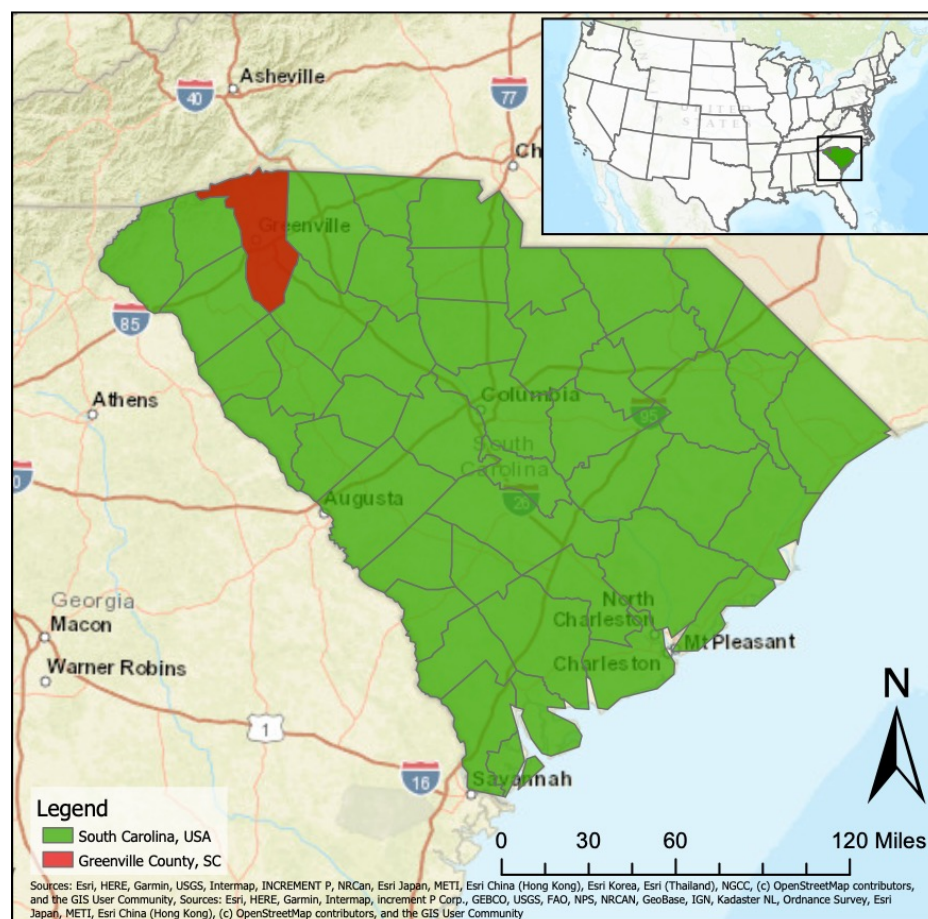 Asheville
40
77
Ch
UNITED
STATES
Greenville
85
Athens
Columbia
95
South
Carolina
26
Augusta
Georgia
Macon
Warner Robins
North
Charleston
Mt Pleasant
Charleston
1
16
Savannah
N
Legend
South Carolina, USA
Greenville County, SC
0 30 60 120 Miles
Sources: Esri, HERE, Garmin, USGS, Intermap, INCREMENT P, NRCan, Esri Japan, METI, Esri China (Hong Kong), Esri Korea, Esri (Thailand), NGCC, (c) OpenStreetMap contributors,
and the GIS User Community, Sources: Esri, HERE, Garmin, Intermap, increment P Corp., GEBCO, USGS, FAO, NPS, NRCAN, GeoBase, IGN, Kadaster NL, Ordnance Survey, Esri
Japan, METI, Esri China (Hong Kong), (c) OpenStreetMap contributors, and the GIS User Community